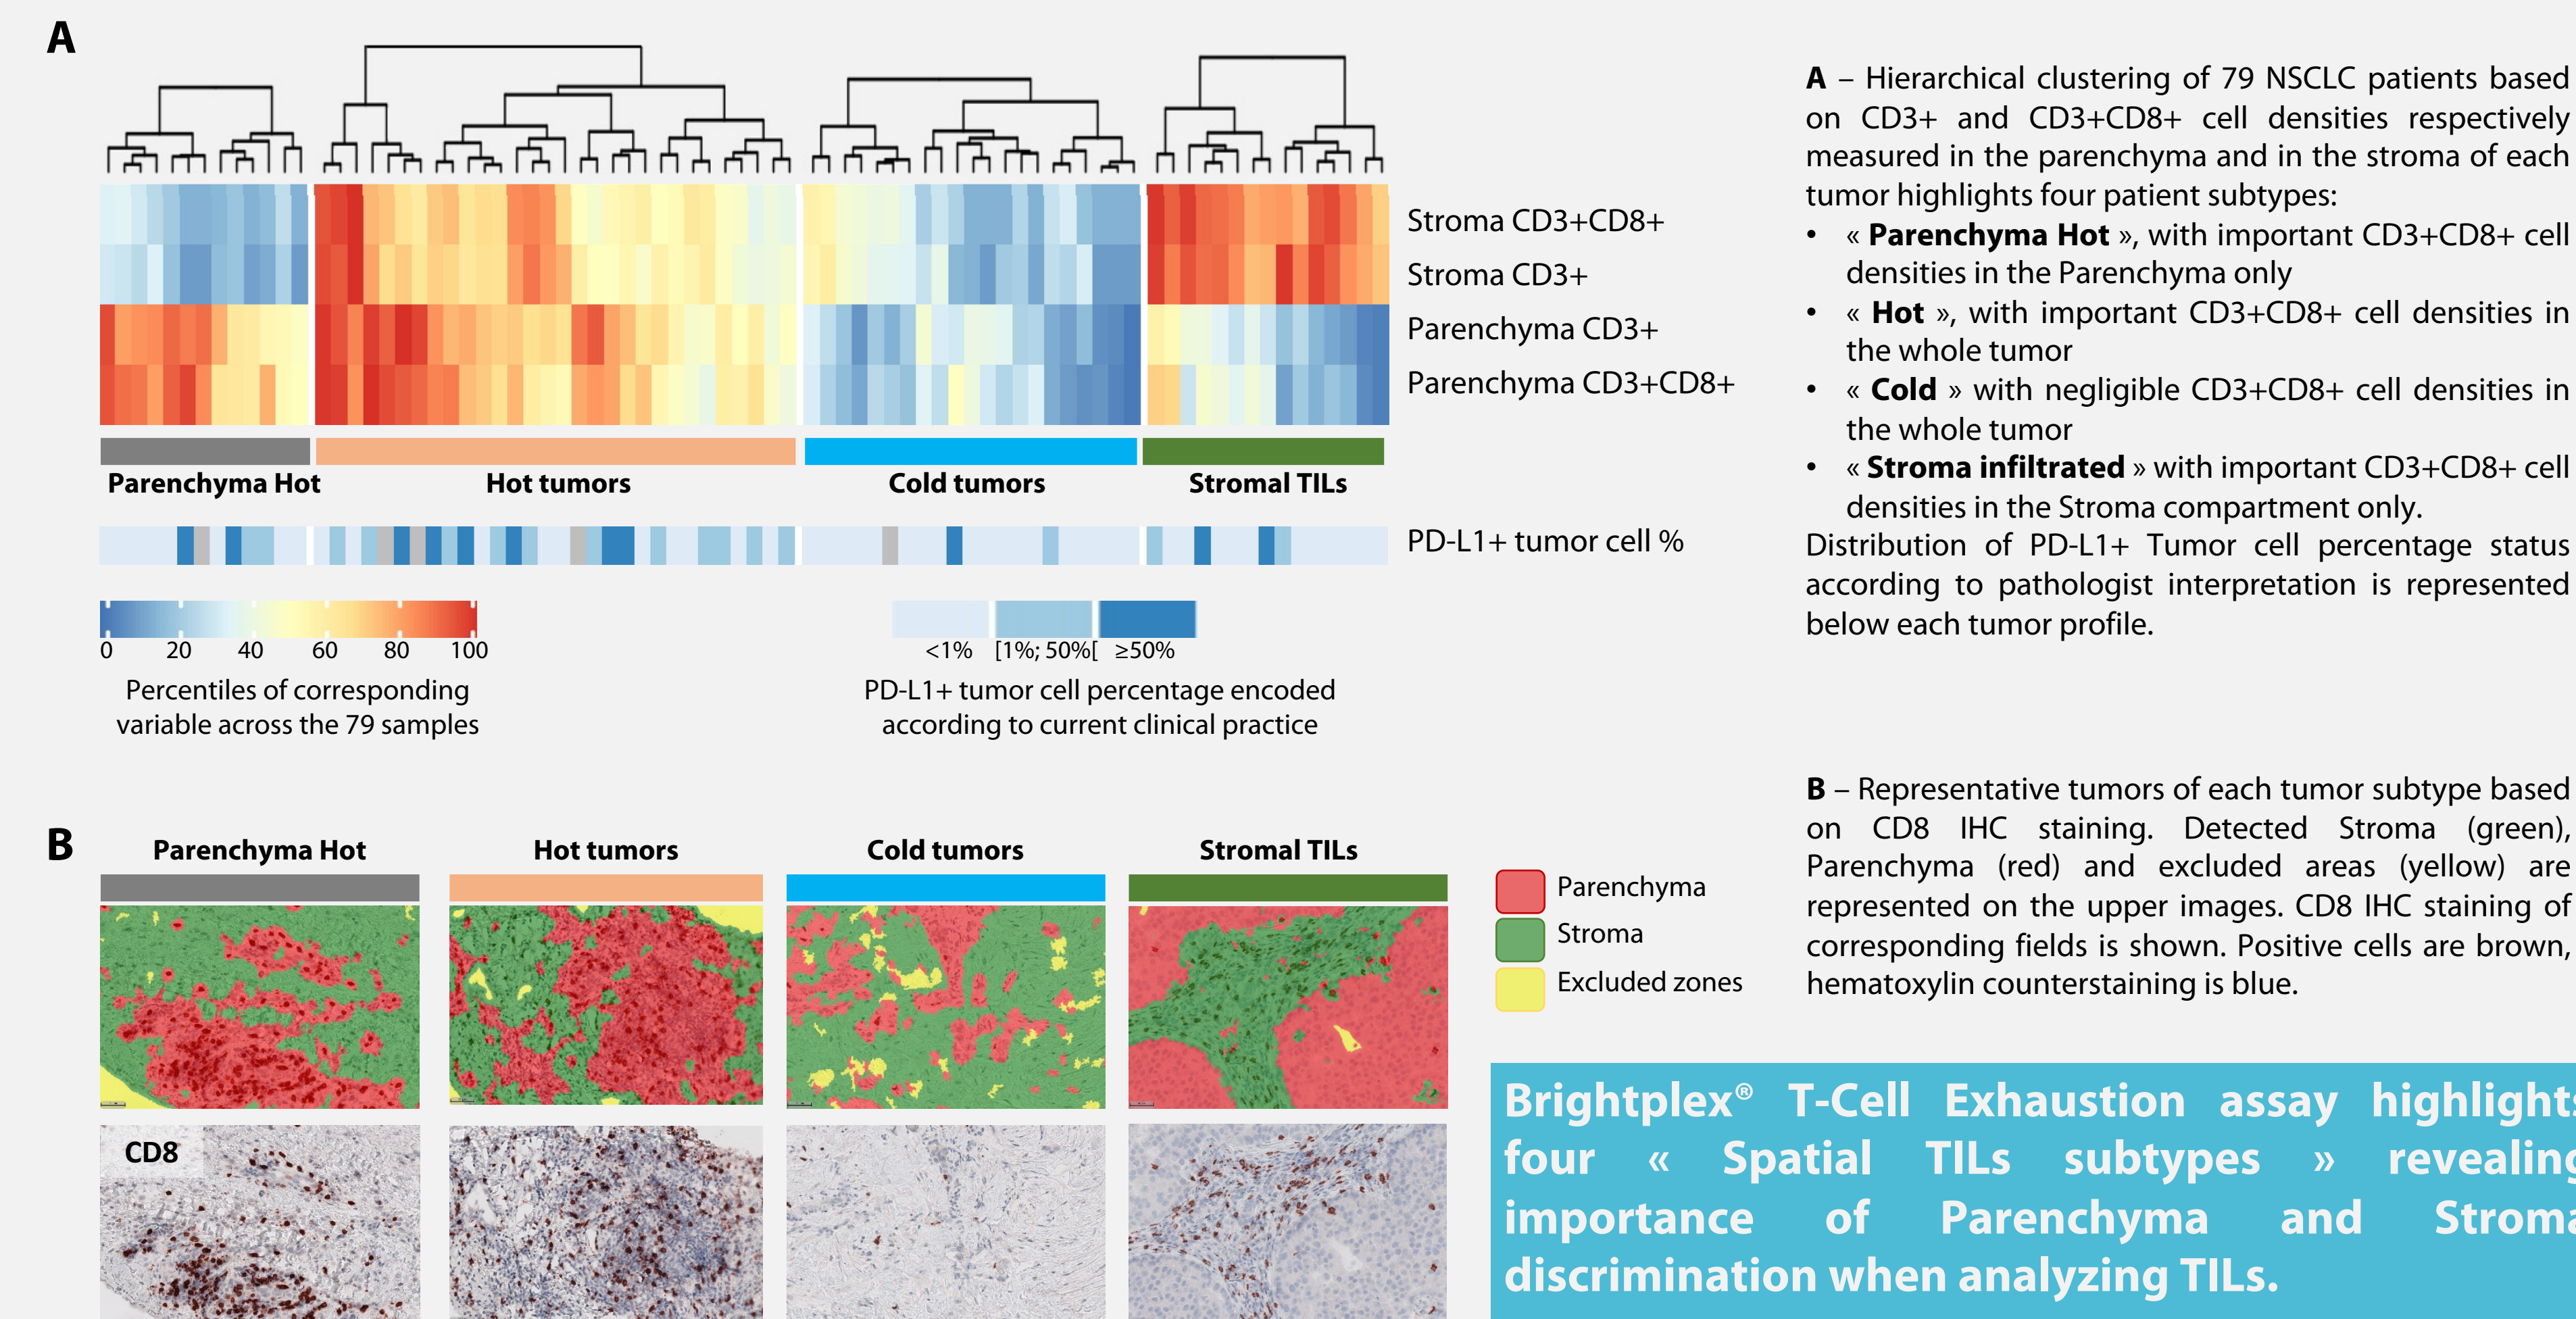 A
Stroma CD3+CD8+
Stroma CD3+
Parenchyma CD3+
Parenchyma CD3+CD8+
Parenchyma Hot
Hot tumors
Cold tumors
Stromal TILs
PD-L1+ tumor cell %
0 20 40 60 80 100
Percentiles of corresponding
variable across the 79 samples
<1% [1%; 50%[ ≥50%
PD-L1+ tumor cell percentage encoded
according to current clinical practice
A – Hierarchical clustering of 79 NSCLC patients based
on CD3+ and CD3+CD8+ cell densities respectively
measured in the parenchyma and in the stroma of each
tumor highlights four patient subtypes:
• « Parenchyma Hot », with important CD3+CD8+ cell
densities in the Parenchyma only
• « Hot », with important CD3+CD8+ cell densities in
the whole tumor
• « Cold » with negligible CD3+CD8+ cell densities in
the whole tumor
• « Stroma infiltrated » with important CD3+CD8+ cell
densities in the Stroma compartment only.
Distribution of PD-L1+ Tumor cell percentage status
according to pathologist interpretation is represented
below each tumor profile.
B
Parenchyma Hot
Hot tumors
Cold tumors
Stromal TILs
CD8
Parenchyma
Stroma
Excluded zones
B – Representative tumors of each tumor subtype based
on CD8 IHC staining. Detected Stroma (green),
Parenchyma (red) and excluded areas (yellow) are
represented on the upper images. CD8 IHC staining of
corresponding fields is shown. Positive cells are brown,
hematoxylin counterstaining is blue.
Brightplex® T-Cell Exhaustion assay highlights
four « Spatial TILs subtypes » revealing
importance of Parenchyma and Stroma
discrimination when analyzing TILs.